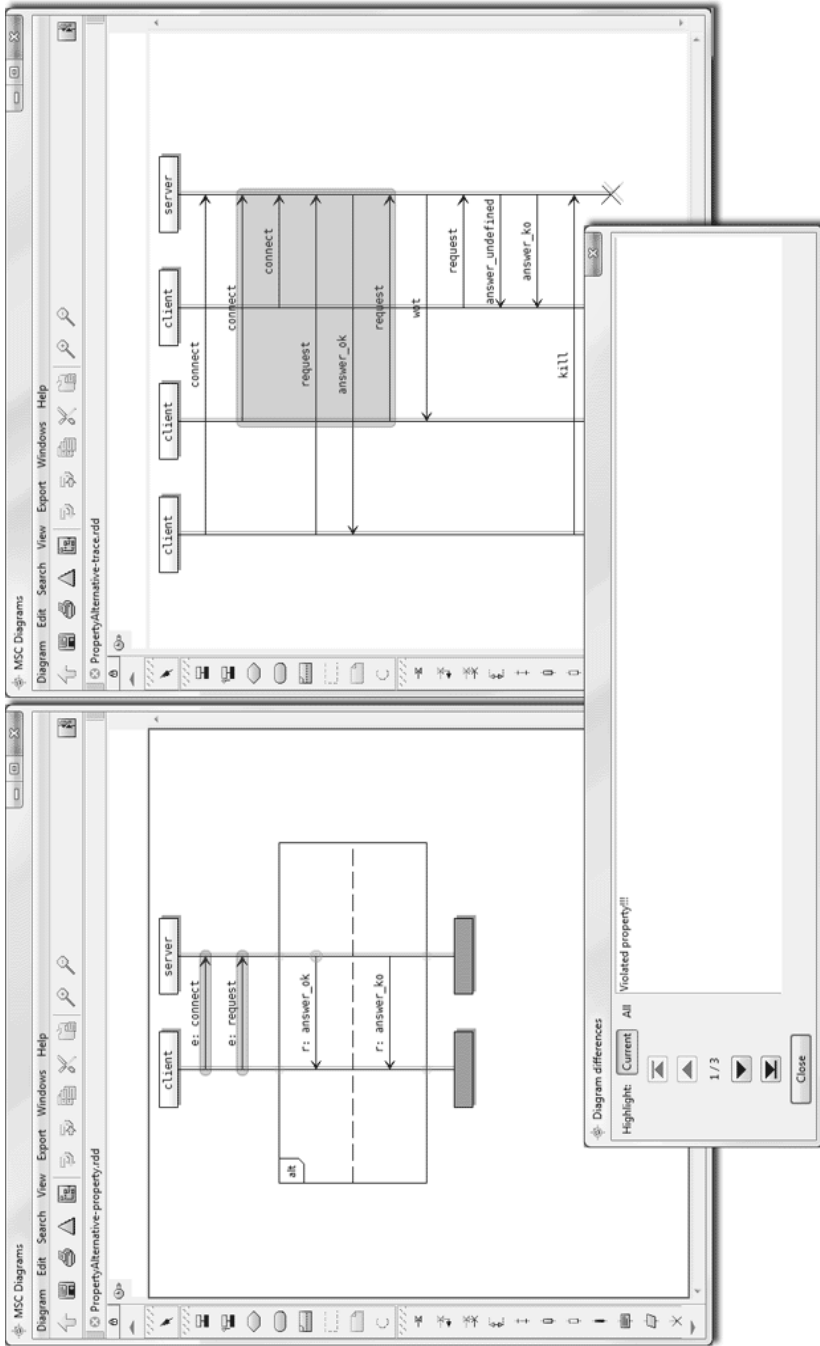 MSC Diagrams
Diagram Edit Search View Export Windows Help
PropertyAlternative-property.rdd
client
server
e: connect
e: request
alt
r: answer_ok
r: answer_ko
MSC Diagrams
Diagram Edit Search View Export Windows Help
PropertyAlternative-trace.rdd
client
client
client
server
connect
connect
connect
request
answer_ok
request
wot
request
answer_undefined
answer_ko
kill
Diagram differences
Highlight: Current All
Violated property!!!
1 / 3
Close